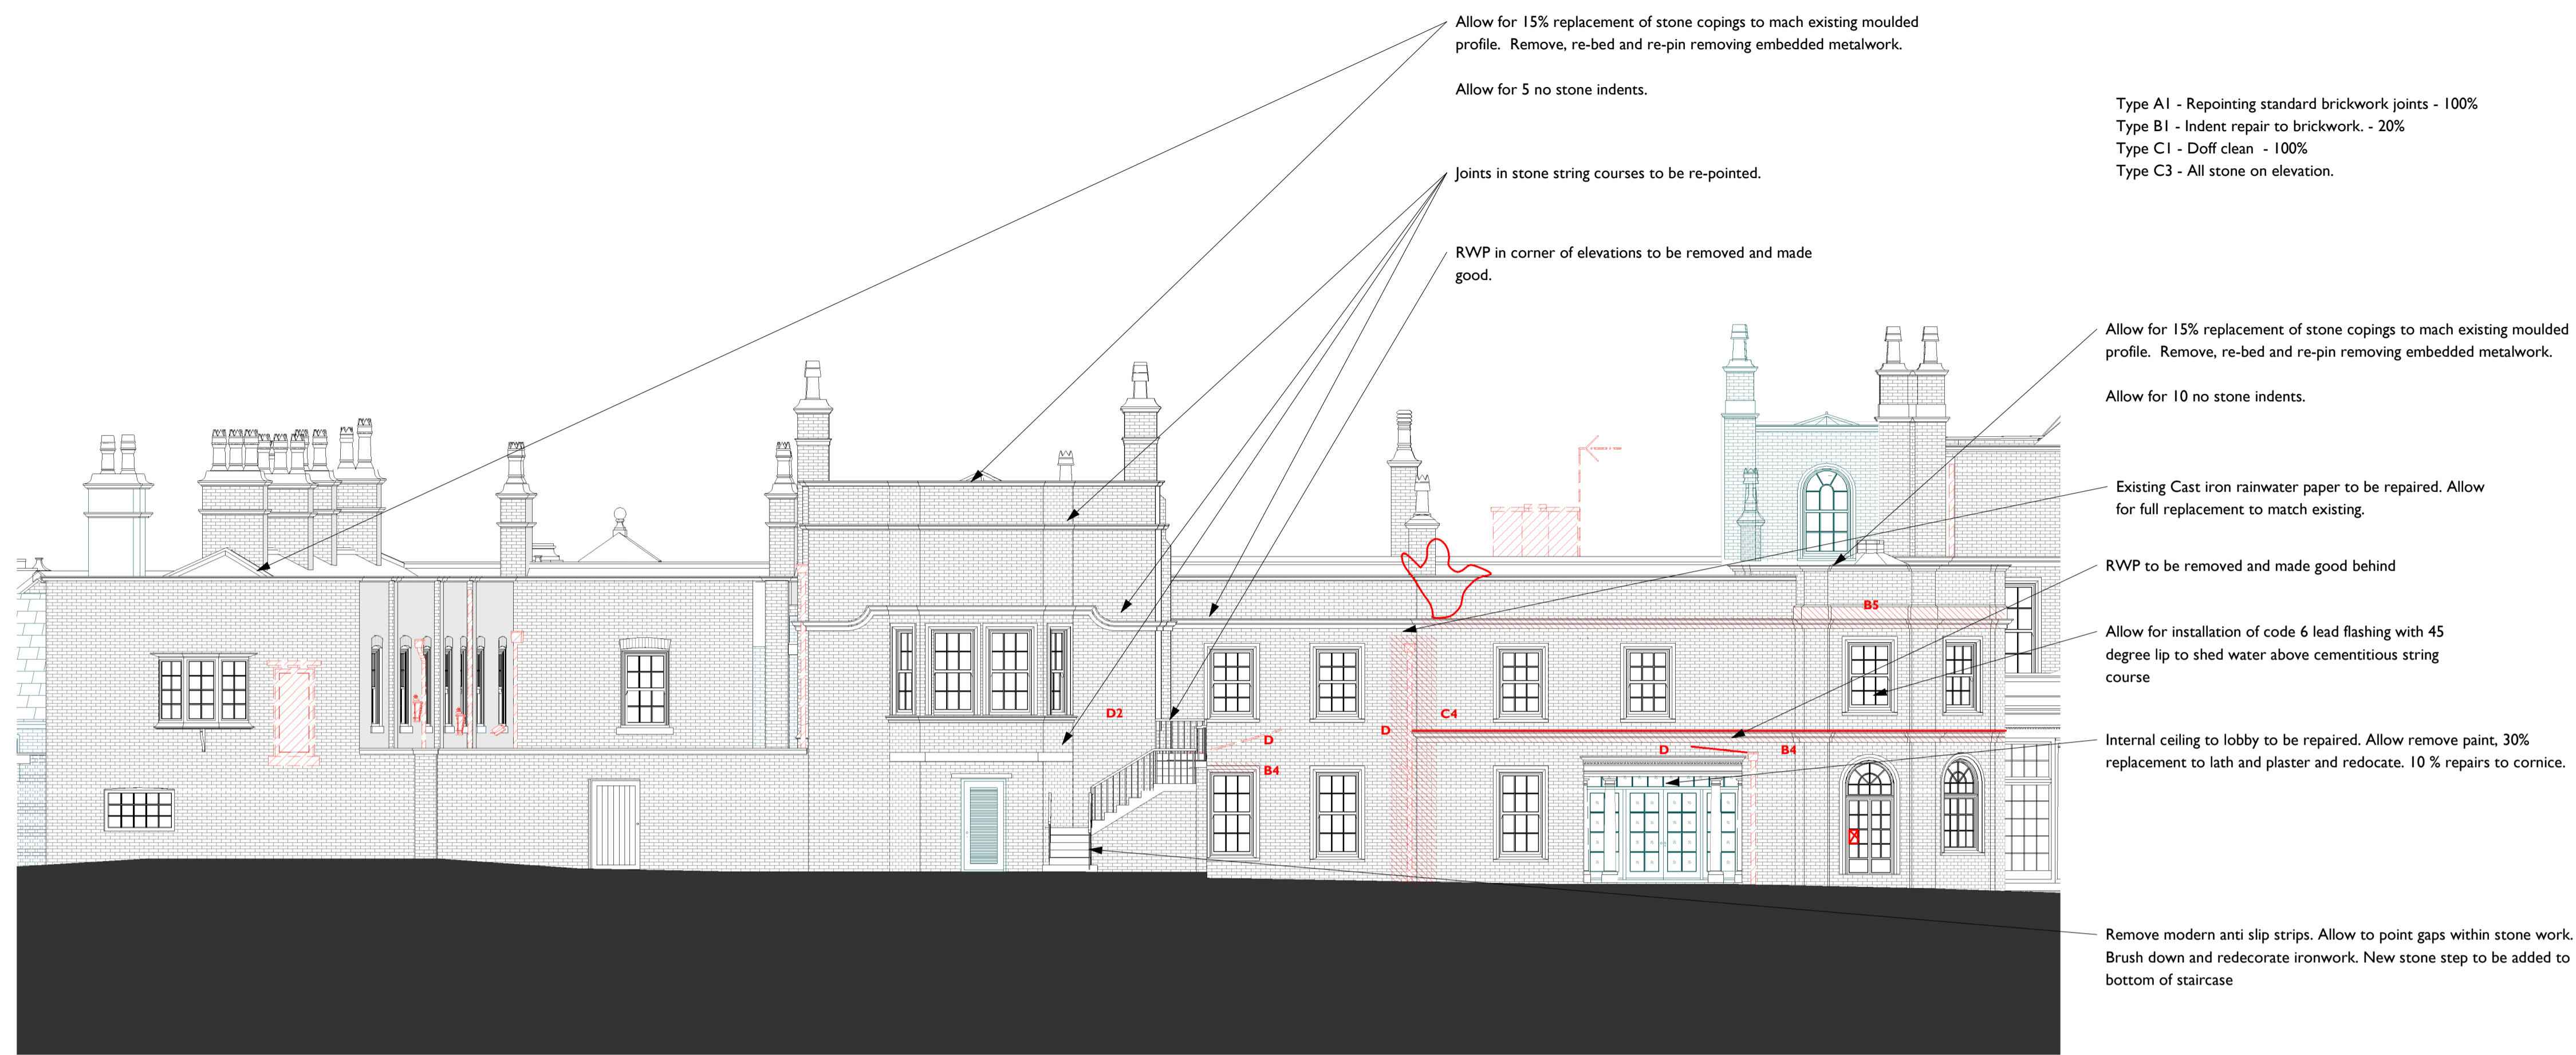 Allow for 15% replacement of stone copings to mach existing moulded
profile. Remove, re-bed and re-pin removing embedded metalwork.
Allow for 5 no stone indents.
Type A1 - Repointing standard brickwork joints - 100%
Type B1 - Indent repair to brickwork. - 20%
Type C1 - Doff clean - 100%
Type C3 - All stone on elevation.
Joints in stone string courses to be re-pointed.
RWP in corner of elevations to be removed and made
good.
Allow for 15% replacement of stone copings to mach existing moulded
profile. Remove, re-bed and re-pin removing embedded metalwork.
Allow for 10 no stone indents.
Existing Cast iron rainwater paper to be repaired. Allow
for full replacement to match existing.
RWP to be removed and made good behind
B5
Allow for installation of code 6 lead flashing with 45
degree lip to shed water above cementitious string
course
D2
C4
D
D
D
B4
B4
Internal ceiling to lobby to be repaired. Allow remove paint, 30%
replacement to lath and plaster and redocate. 10 % repairs to cornice.
Remove modern anti slip strips. Allow to point gaps within stone work.
Brush down and redecorate ironwork. New stone step to be added to
bottom of staircase